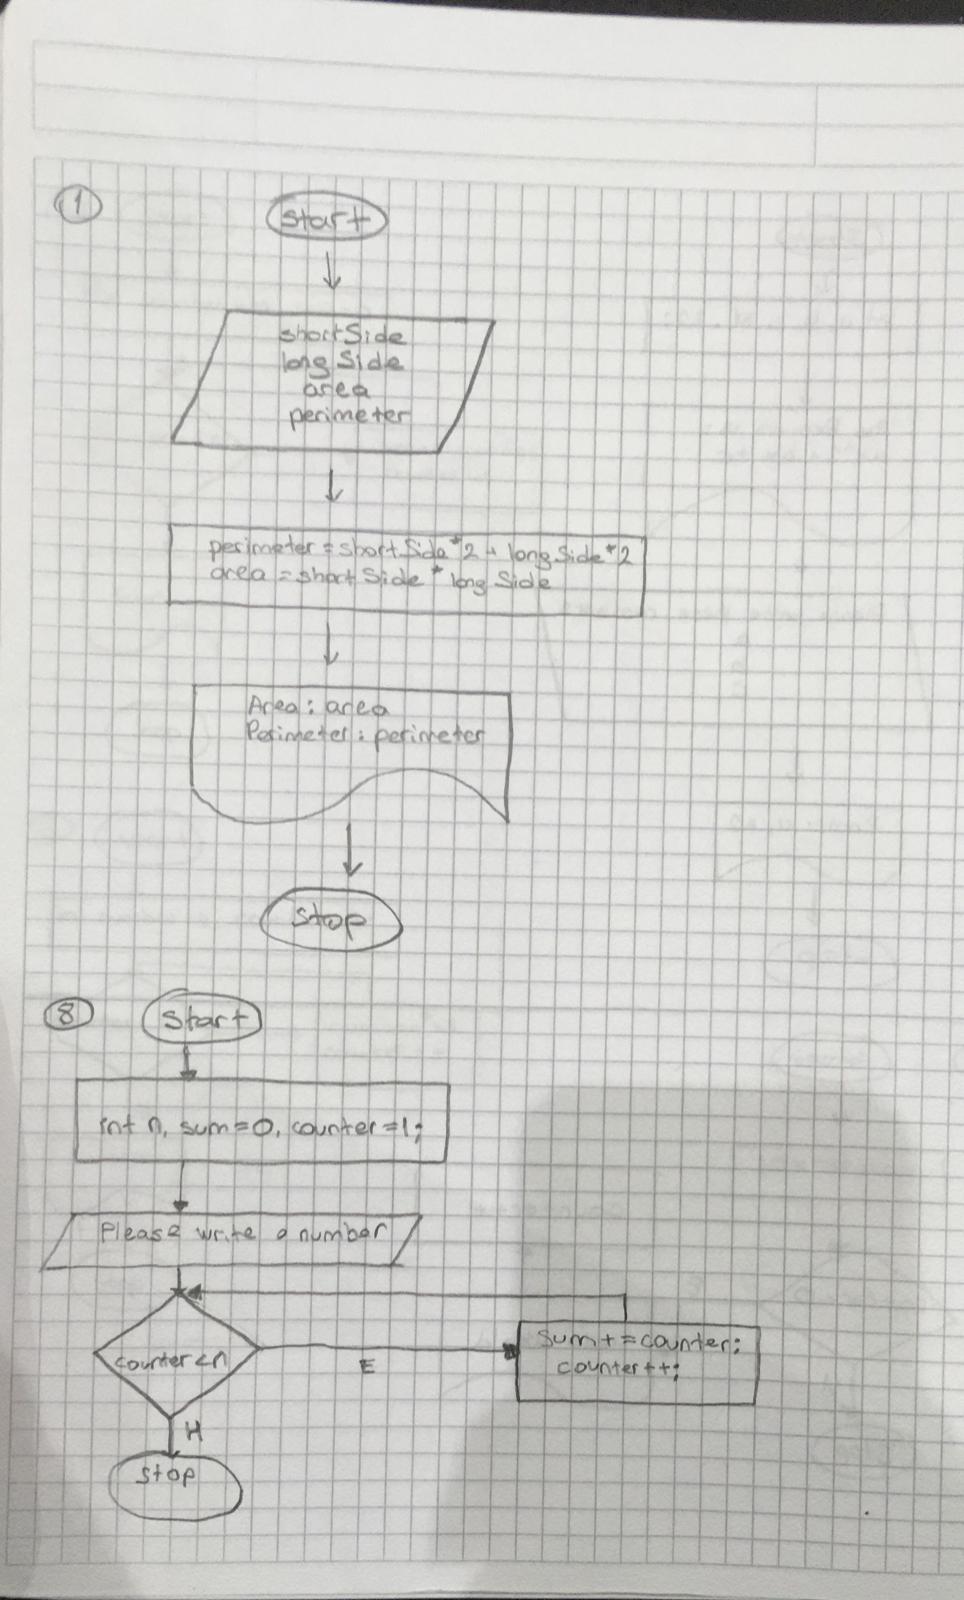 1
Start
shortSide
longSide
area
perimeter
perimeter = shortSide*2 + longSide*2
area = shortSide * longSide
Area : area
Perimeter : perimeter
Stop
8
Start
int n, sum=0, counter=1;
Please write a number
counter<n
E
sum+=counter;
counter++;
H
Stop